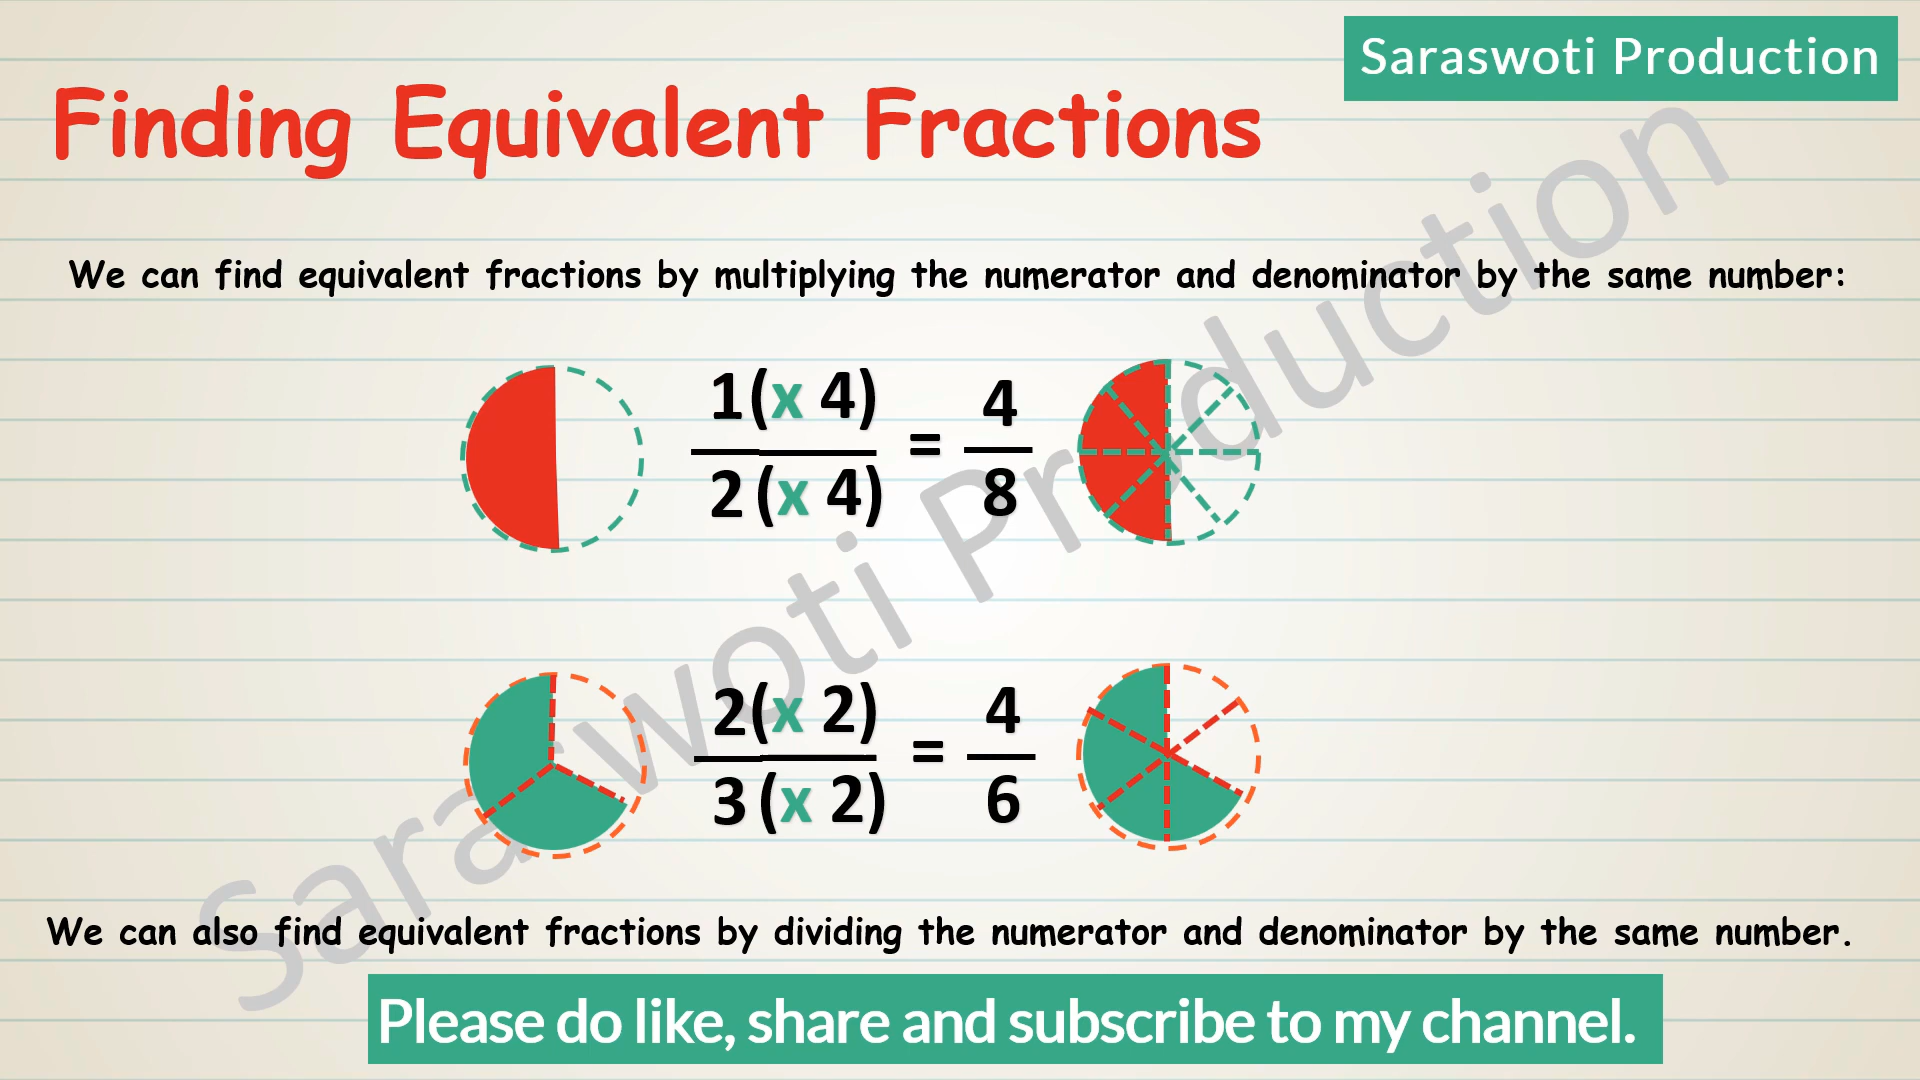 Saraswoti Production
Finding Equivalent Fractions
We can find equivalent fractions by multiplying the numerator and denominator by the same number:
1(x 4)
2(x 4)
=
4
8
2(x 2)
3(x 2)
=
4
6
Saraswoti Production
We can also find equivalent fractions by dividing the numerator and denominator by the same number.
Please do like, share and subscribe to my channel.